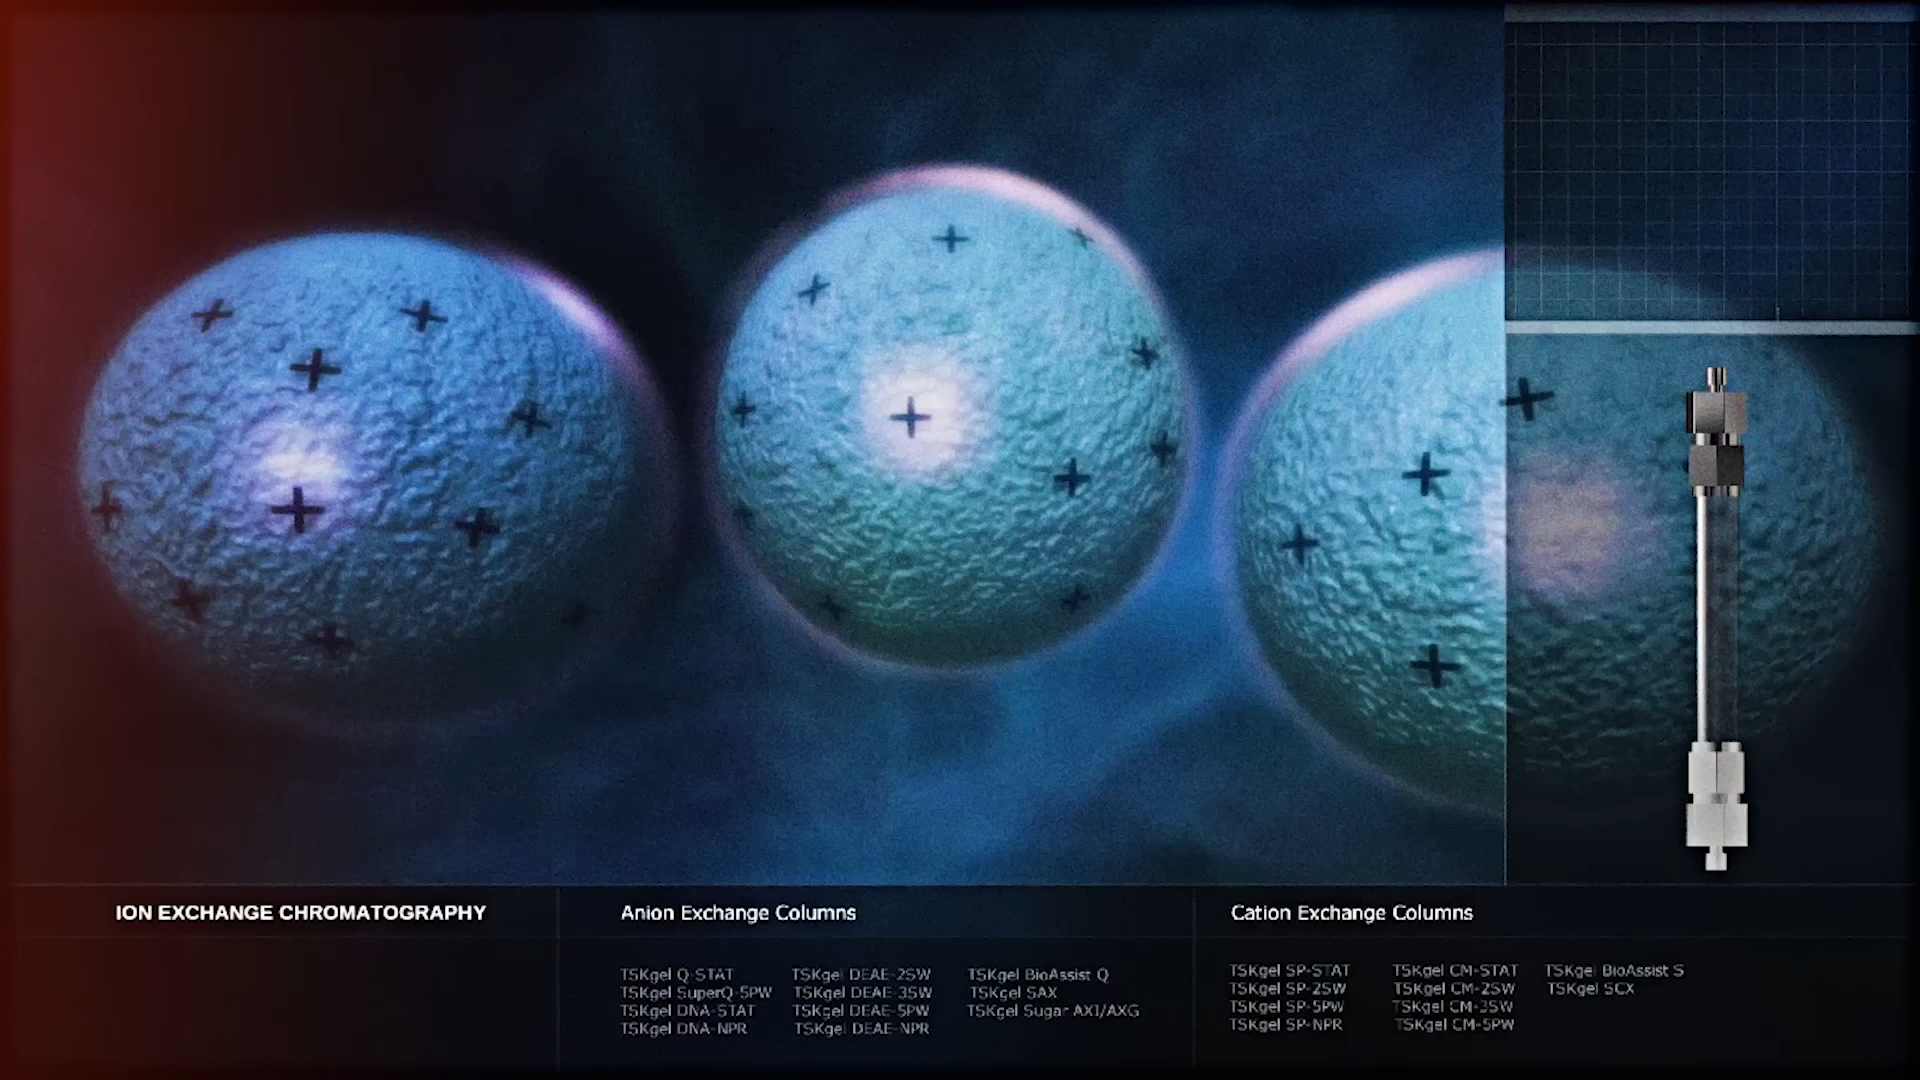 ION EXCHANGE CHROMATOGRAPHY
Anion Exchange Columns
TSKgel Q-STAT
TSKgel SuperQ-5PW
TSKgel DNA-STAT
TSKgel DNA-NPR
TSKgel DEAE-2SW
TSKgel DEAE-3SW
TSKgel DEAE-5PW
TSKgel DEAE-NPR
TSKgel BioAssist Q
TSKgel SAX
TSKgel Sugar AXI/AXG
Cation Exchange Columns
TSKgel SP-STAT
TSKgel SP-2SW
TSKgel SP-5PW
TSKgel SP-NPR
TSKgel CM-STAT
TSKgel CM-2SW
TSKgel CM-3SW
TSKgel CM-5PW
TSKgel BioAssist S
TSKgel SCX